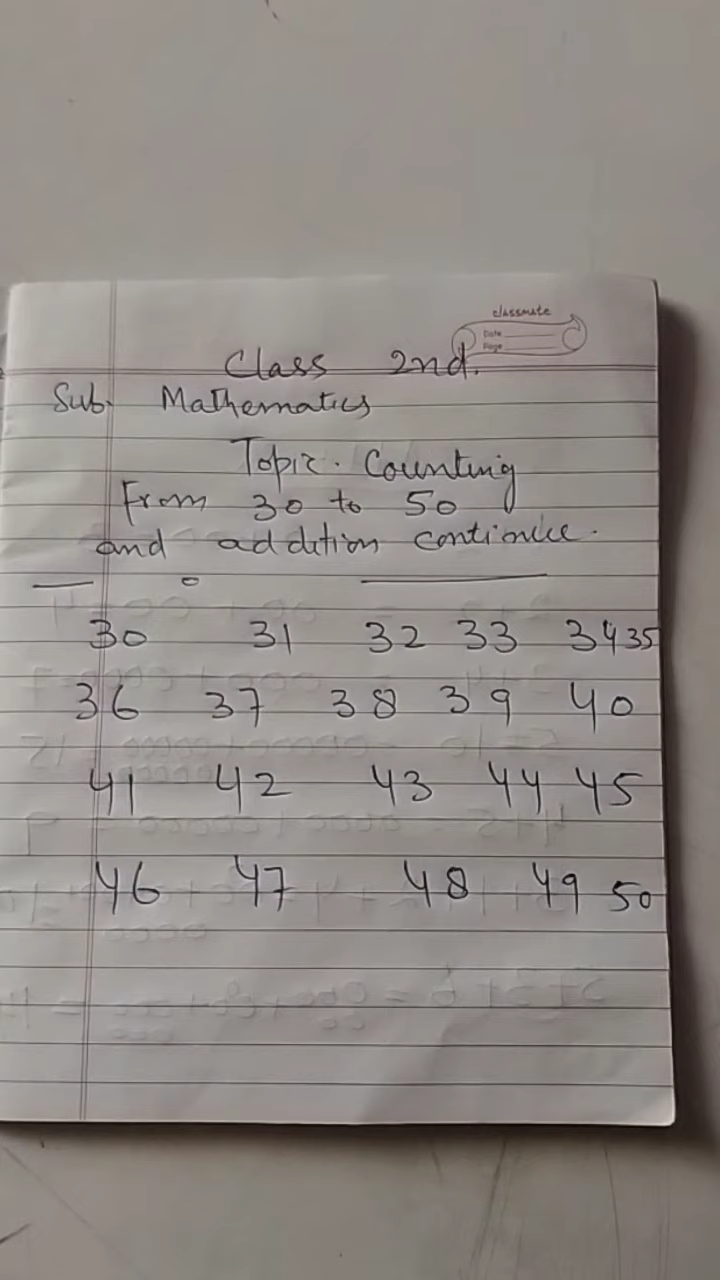 classmate
Date
Page
Class 2nd.
Sub. Mathematics
Topic. Counting
From 30 to 50
and addition continue.
30 31 32 33 34 35
36 37 38 39 40
41 42 43 44 45
46 47 48 49 50